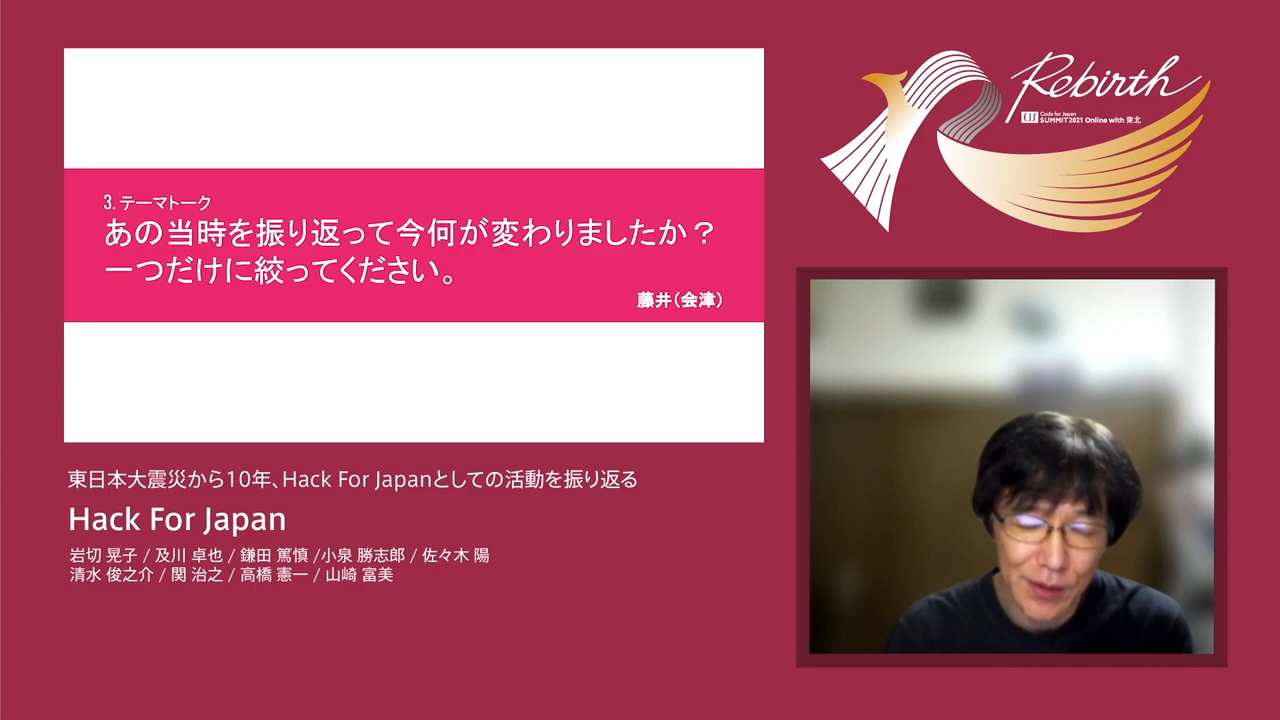 3. テーマトーク
あの当時を振り返って今何が変わりましたか？
一つだけに絞ってください。
藤井（会津）
Rebirth
Code for Japan
SUMMIT2021 Online with 東北
東日本大震災から10年、Hack For Japanとしての活動を振り返る
Hack For Japan
岩切 晃子 / 及川 卓也 / 鎌田 篤慎 /小泉 勝志郎 / 佐々木 陽
清水 俊之介 / 関 治之 / 高橋 憲一 / 山崎 富美